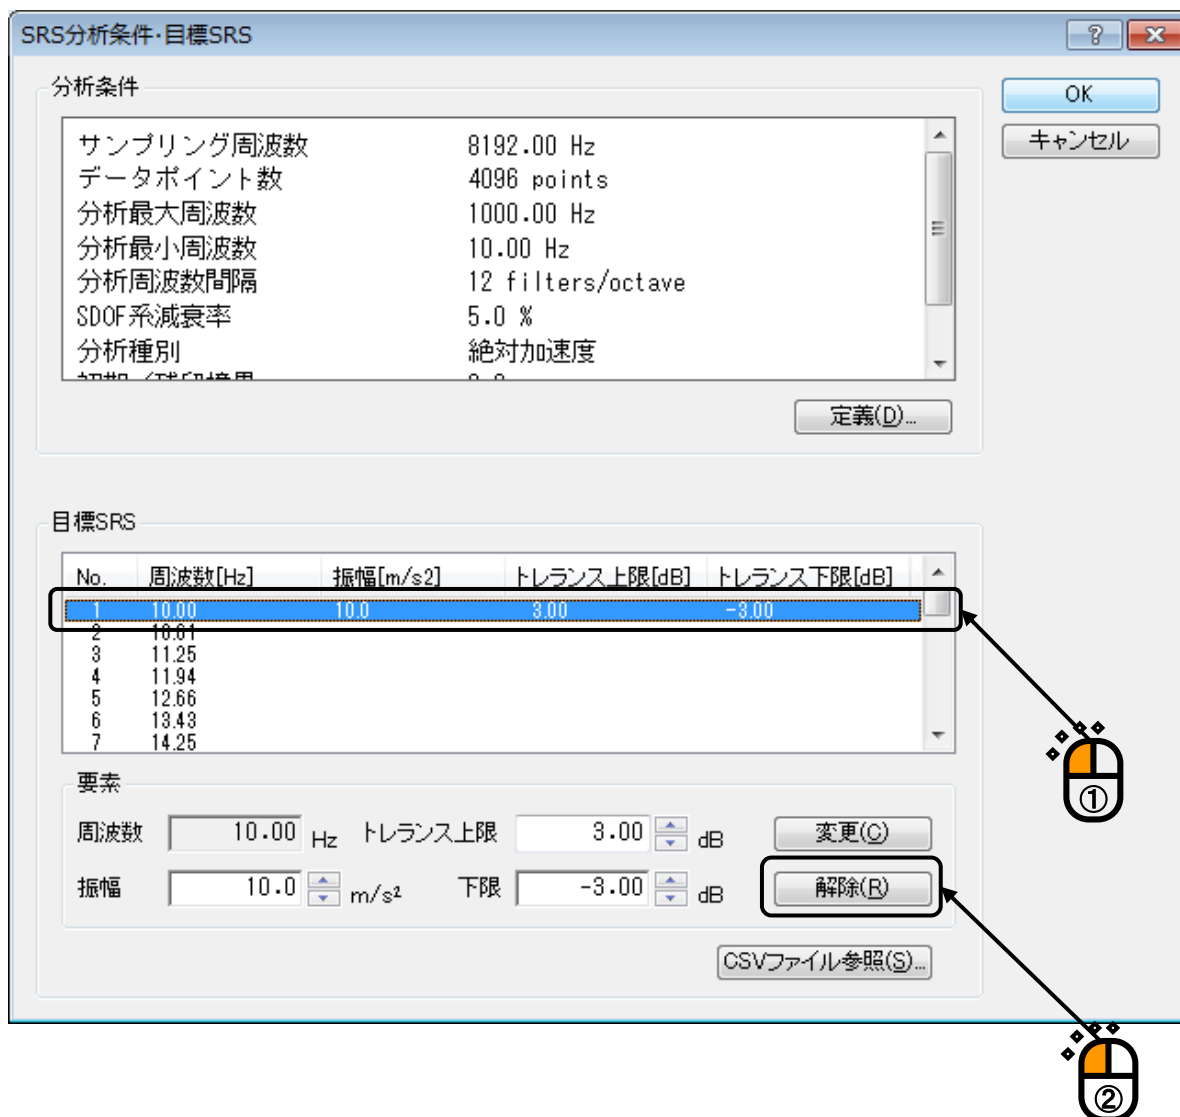 SRS分析条件・目標SRS
分析条件
OK
キャンセル
サンプリング周波数 8192.00 Hz
データポイント数 4096 points
分析最大周波数 1000.00 Hz
分析最小周波数 10.00 Hz
分析周波数間隔 12 filters/octave
SDOF系減衰率 5.0 %
分析種別 絶対加速度
定義(D)...
目標SRS
No. 周波数[Hz] 振幅[m/s2] トレランス上限[dB] トレランス下限[dB]
1 10.00 10.0 3.00 -3.00
2 10.61
3 11.25
4 11.94
5 12.66
6 13.43
7 14.25
要素
周波数 10.00 Hz トレランス上限 3.00 dB 変更(C)
振幅 10.0 m/s² 下限 -3.00 dB 解除(R)
CSVファイル参照(S)...
①
②